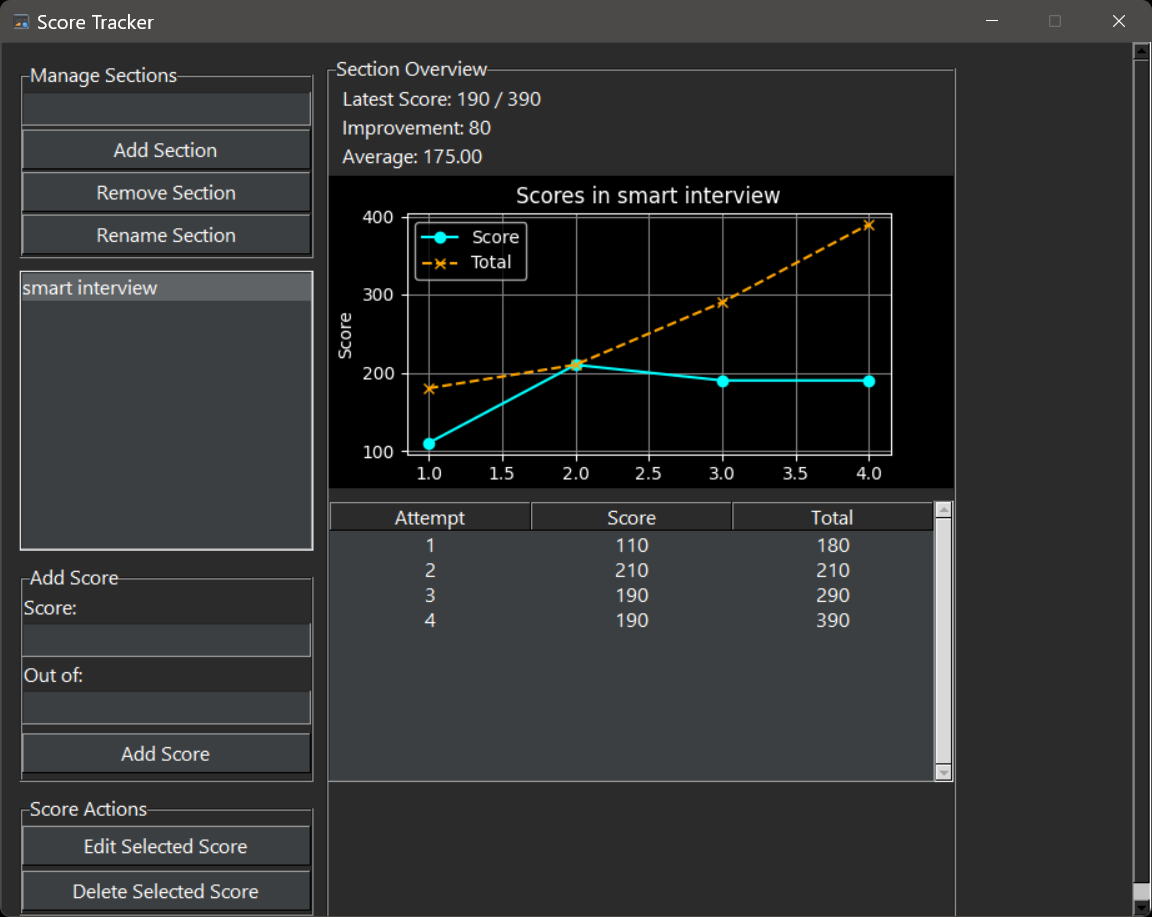 Score Tracker
Manage Sections
Add Section
Remove Section
Rename Section
smart interview
Add Score
Score:
Out of:
Add Score
Score Actions
Edit Selected Score
Delete Selected Score
Section Overview
Latest Score: 190 / 390
Improvement: 80
Average: 175.00
Scores in smart interview
Score
Total
Score
400
300
200
100
1.0 1.5 2.0 2.5 3.0 3.5 4.0
Attempt Score Total
1 110 180
2 210 210
3 190 290
4 190 390